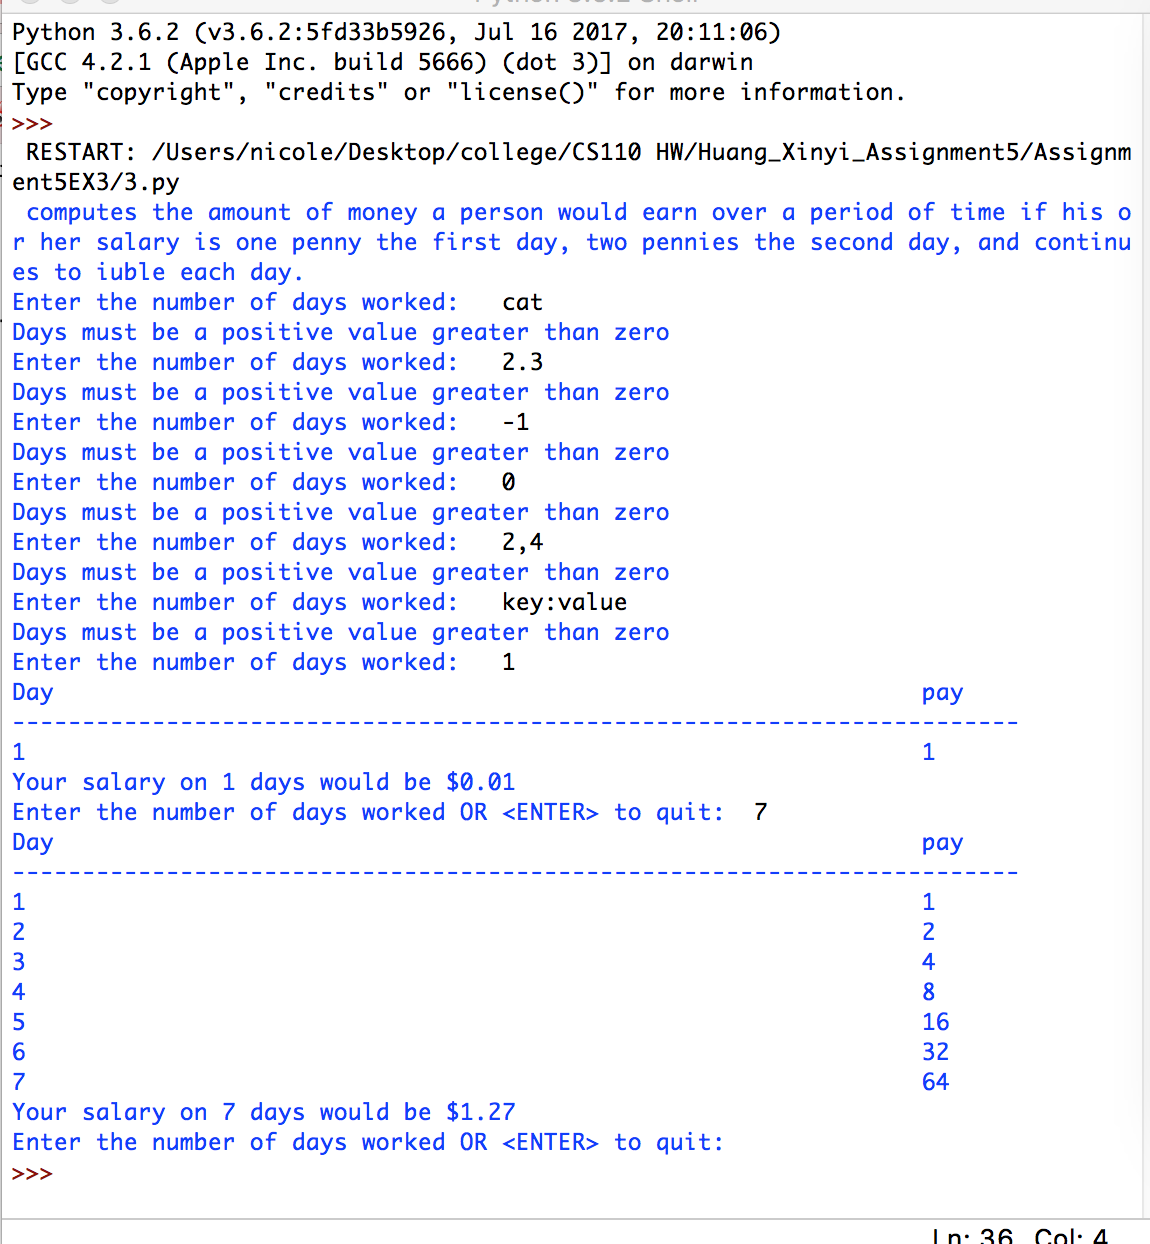 Python 3.6.2 (v3.6.2:5fd33b5926, Jul 16 2017, 20:11:06)
[GCC 4.2.1 (Apple Inc. build 5666) (dot 3)] on darwin
Type "copyright", "credits" or "license()" for more information.
>>>
 RESTART: /Users/nicole/Desktop/college/CS110 HW/Huang_Xinyi_Assignment5/Assignm
ent5EX3/3.py
 computes the amount of money a person would earn over a period of time if his o
r her salary is one penny the first day, two pennies the second day, and continu
es to iuble each day.
Enter the number of days worked:   cat
Days must be a positive value greater than zero
Enter the number of days worked:   2.3
Days must be a positive value greater than zero
Enter the number of days worked:   -1
Days must be a positive value greater than zero
Enter the number of days worked:   0
Days must be a positive value greater than zero
Enter the number of days worked:   2,4
Days must be a positive value greater than zero
Enter the number of days worked:   key:value
Days must be a positive value greater than zero
Enter the number of days worked:   1
Day                                                              pay
------------------------------------------------------------------------
1                                                                1
Your salary on 1 days would be $0.01
Enter the number of days worked OR <ENTER> to quit:  7
Day                                                              pay
------------------------------------------------------------------------
1                                                                1
2                                                                2
3                                                                4
4                                                                8
5                                                                16
6                                                                32
7                                                                64
Your salary on 7 days would be $1.27
Enter the number of days worked OR <ENTER> to quit:
>>>
Ln: 36 Col: 4